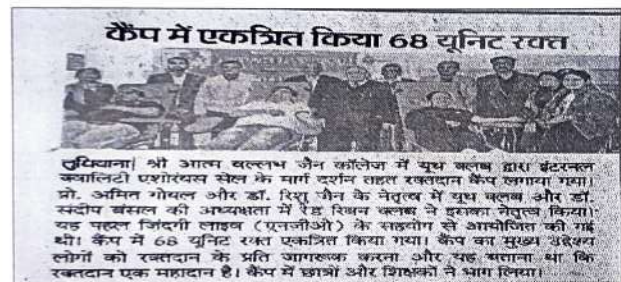 कैंप में एकत्रित किया 68 यूनिट रक्त
लुधियाना| श्री आत्म वल्लभ जैन कॉलेज में यूथ क्लब द्वारा इंटरनल
क्वालिटी एशोरेंयस सेल के मार्ग दर्शन तहत रक्तदान कैंप लगाया गया।
प्रो. अमित गोयल और डॉ. रिशु जैन के नेतृत्व में यूथ क्लब और डॉ.
संदीप बंसल की अध्यक्षता में रेड रिबन क्लब ने इसका नेतृत्व किया।
यह पहल जिंदगी लाइव (एनजीओ) के सहयोग से आयोजित की गई
थी। कैंप में 68 यूनिट रक्त एकत्रित किया गया। कैंप का मुख्य उद्देश्य
लोगों को रक्तदान के प्रति जागरूक करना और यह बताना था कि
रक्तदान एक महादान है। कैंप में छात्रों और शिक्षकों ने भाग लिया।